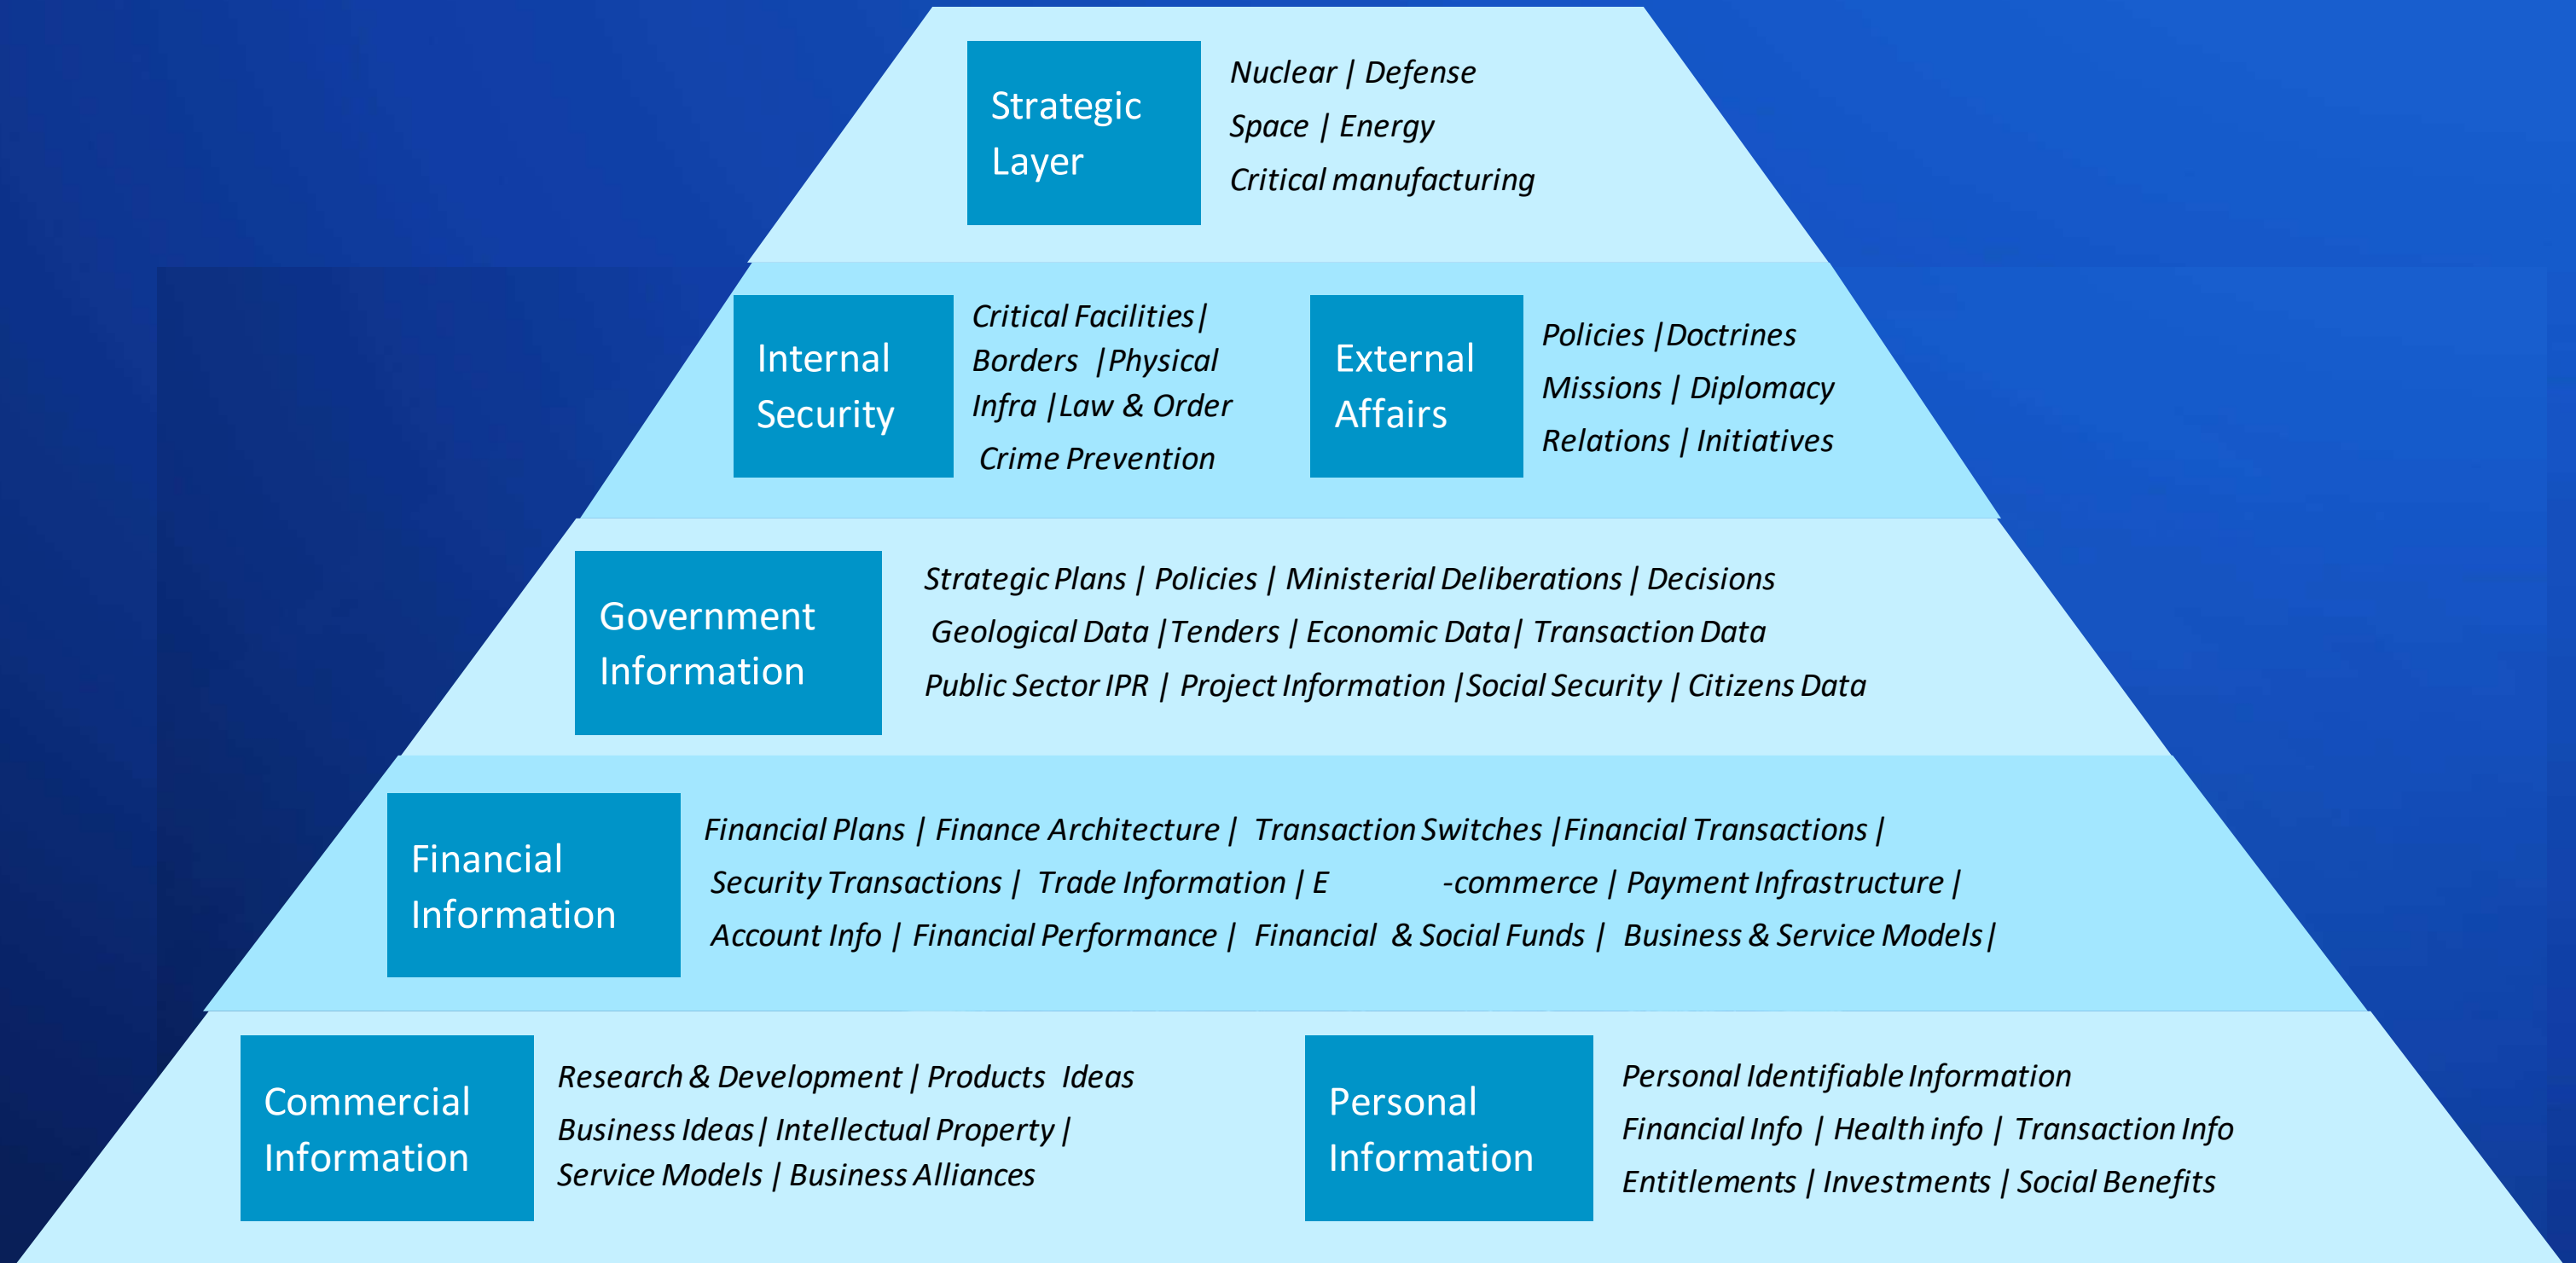 Strategic
Layer
Nuclear | Defense
Space | Energy
Critical manufacturing
Internal
Security
Critical Facilities|
Borders |Physical
Infra |Law & Order
Crime Prevention
External
Affairs
Policies |Doctrines
Missions | Diplomacy
Relations | Initiatives
Government
Information
Strategic Plans | Policies | Ministerial Deliberations | Decisions
Geological Data |Tenders | Economic Data| Transaction Data
Public Sector IPR | Project Information |Social Security | Citizens Data
Financial
Information
Financial Plans | Finance Architecture | Transaction Switches |Financial Transactions |
Security Transactions | Trade Information | E -commerce | Payment Infrastructure |
Account Info | Financial Performance | Financial & Social Funds | Business & Service Models|
Commercial
Information
Research & Development | Products Ideas
Business Ideas| Intellectual Property |
Service Models | Business Alliances
Personal
Information
Personal Identifiable Information
Financial Info | Health info | Transaction Info
Entitlements | Investments | Social Benefits